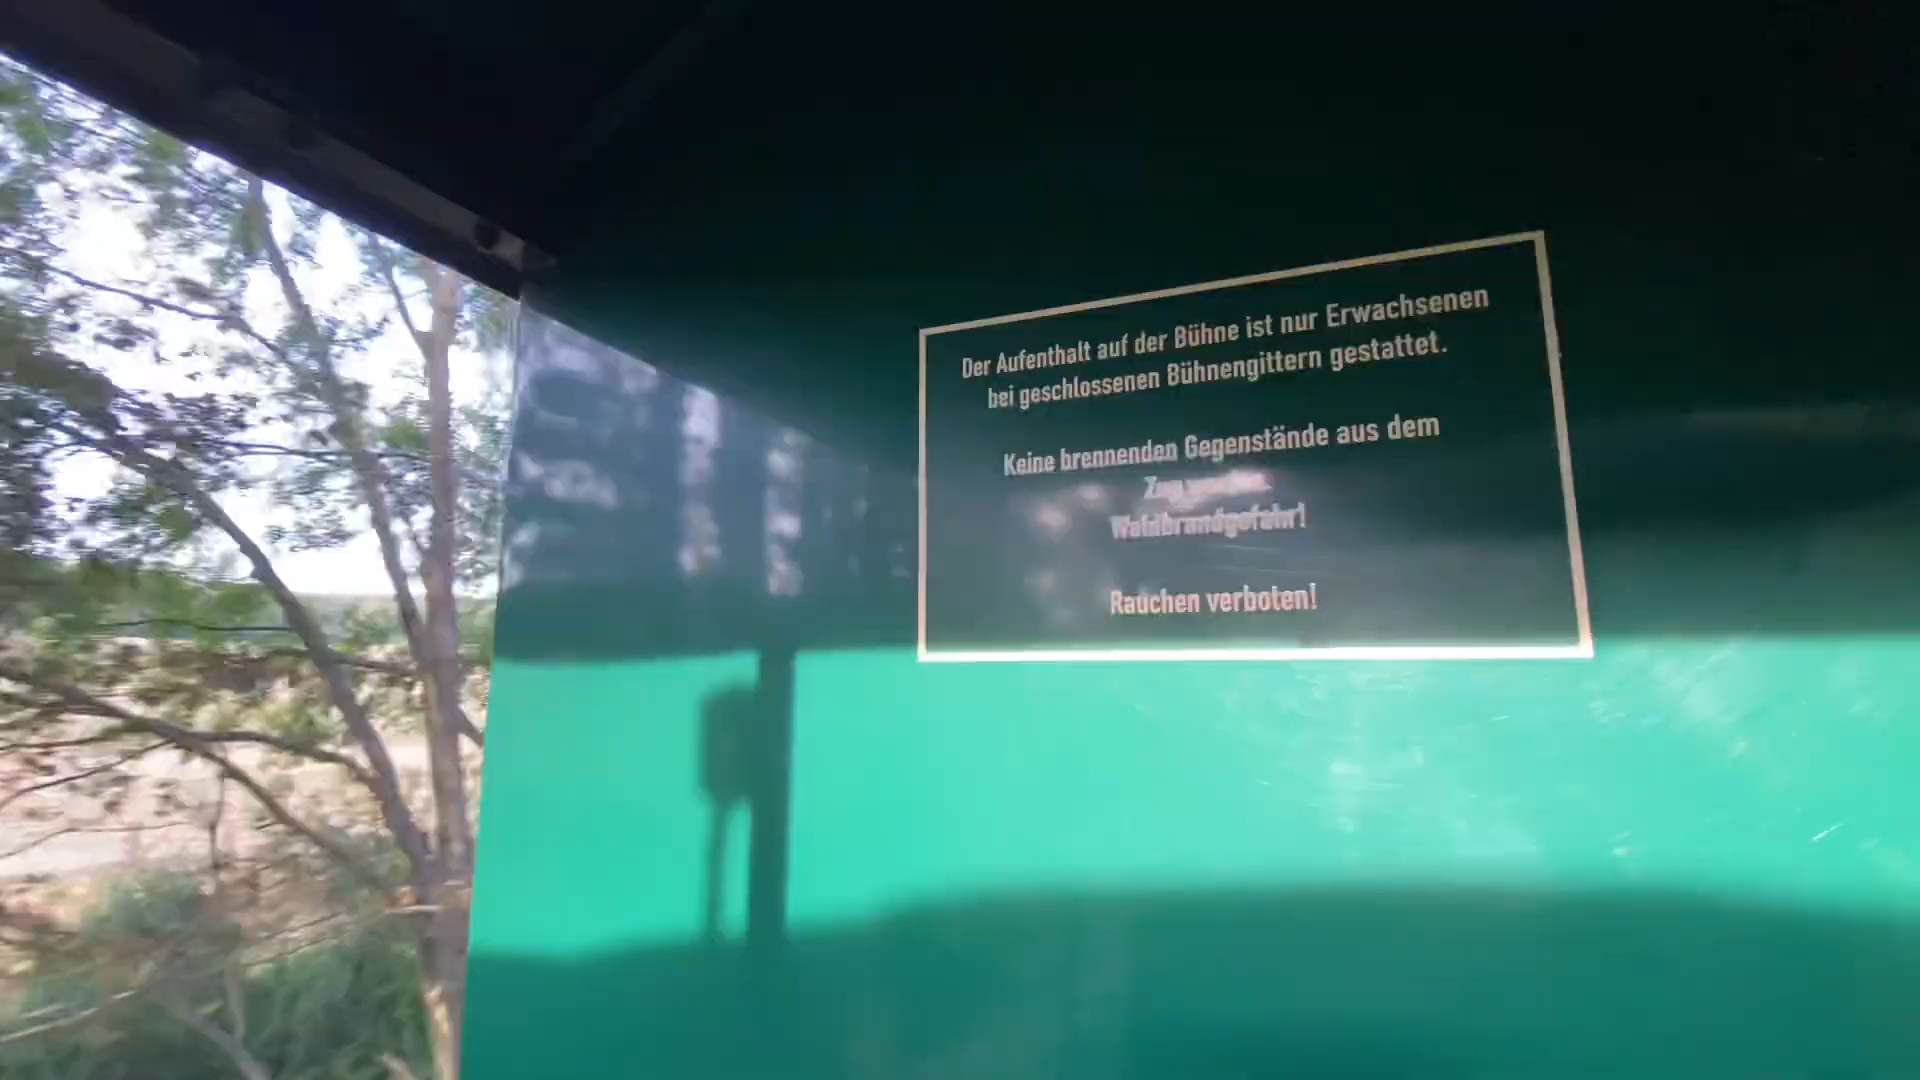 Der Aufenthalt auf der Bühne ist nur Erwachsenen
bei geschlossenen Bühnengittern gestattet.
Keine brennenden Gegenstände aus dem
Zug
Waldbrandgefahr!
Rauchen verboten!